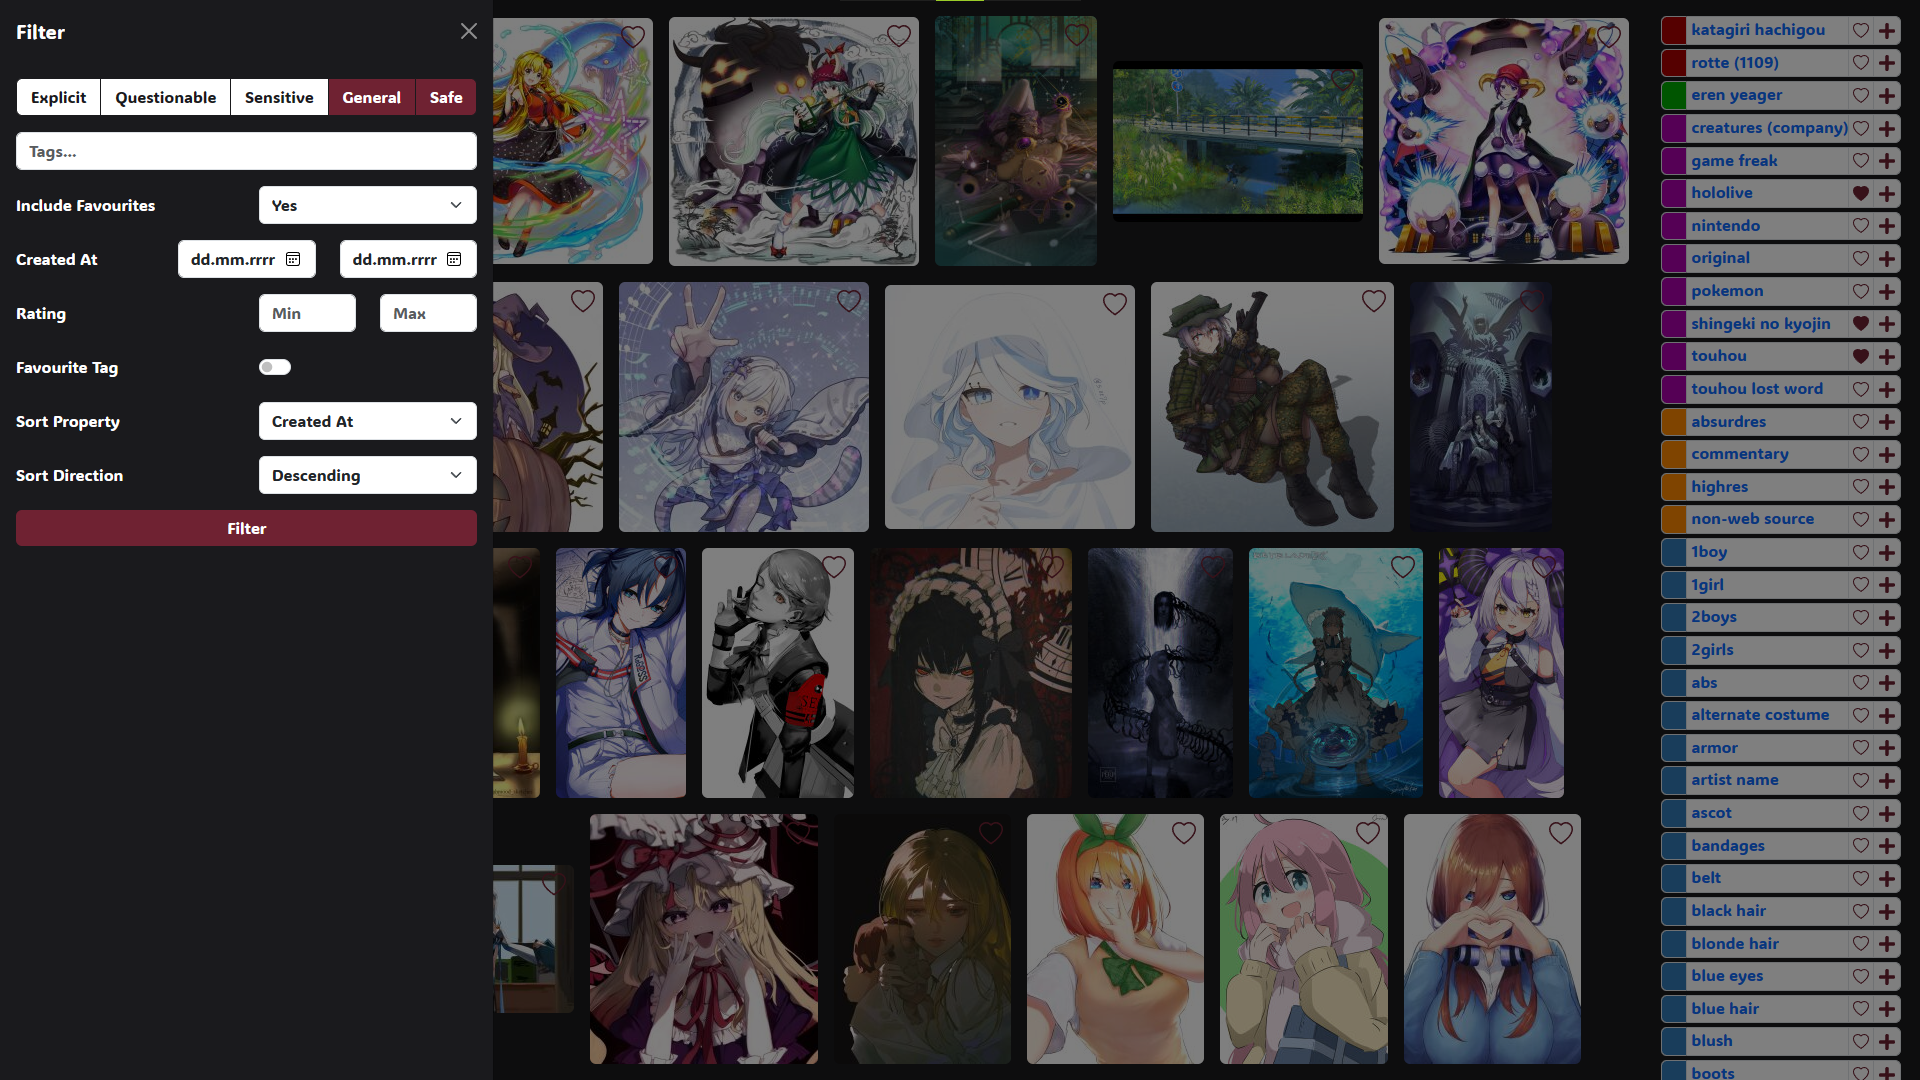 Filter
Explicit Questionable Sensitive General Safe
Tags...
Include Favourites Yes
Created At dd.mm.rrrr dd.mm.rrrr
Rating Min Max
Favourite Tag
Sort Property Created At
Sort Direction Descending
Filter
katagiri hachigou
rotte (1109)
eren yeager
creatures (company)
game freak
hololive
nintendo
original
pokemon
shingeki no kyojin
touhou
touhou lost word
absurdres
commentary
highres
non-web source
1boy
1girl
2boys
2girls
abs
alternate costume
armor
artist name
ascot
bandages
belt
black hair
blonde hair
blue eyes
blue hair
blush
boots